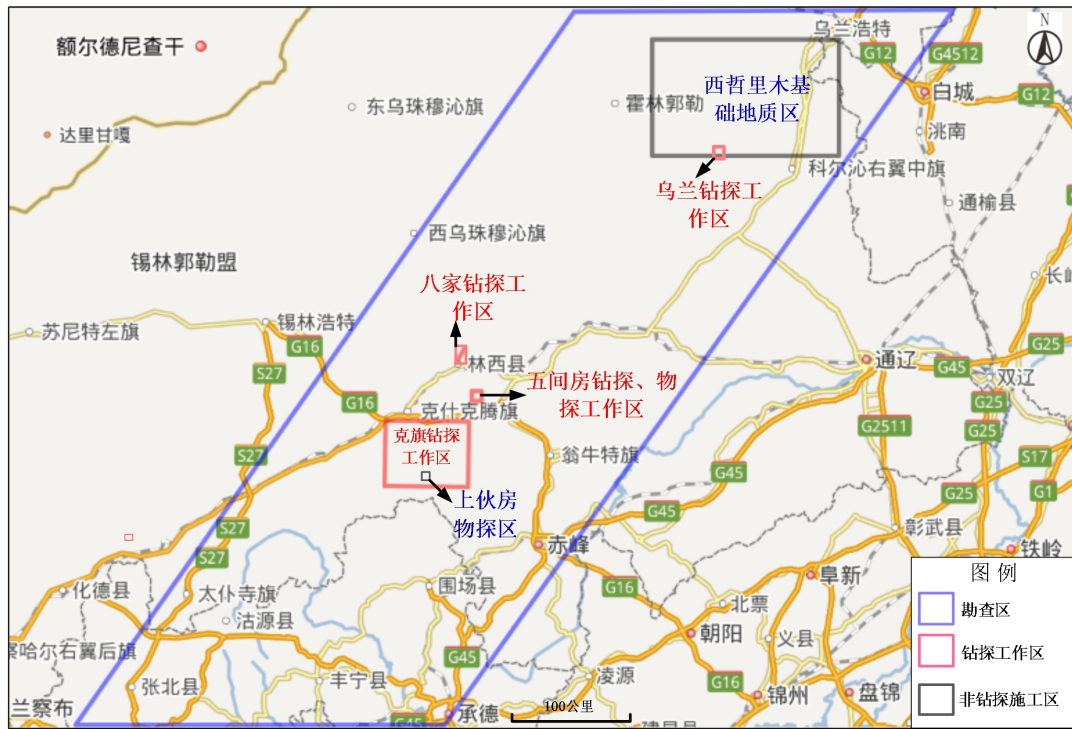 乌兰浩特
N
额尔德尼查干
G12
G4512
西哲里木基
础地质区
白城
G12
东乌珠穆沁旗
霍林郭勒
达里甘嘎
洮南
科尔沁右翼中旗
乌兰钻探工
作区
通榆县
西乌珠穆沁旗
锡林郭勒盟
八家钻探工
作区
锡林浩特
苏尼特左旗
G16
G25
林西县
通辽
G45
双辽
S27
五间房钻探、物
探工作区
G16
克什克腾旗
G25
G2511
G25
克旗钻探
工作区
翁牛特旗
S27
G45
S17
上伙房
物探区
G25
G1
G45
S27
彰武县
S27
赤峰
铁岭
图 例
化德县
太仆寺旗
围场县
G16
阜新
北票
勘查区
沽源县
朝阳
义县
察哈尔右翼后旗
G45
钻探工作区
张北县
丰宁县
凌源
G16
锦州
盘锦
非钻探施工区
兰察布
G45
承德
100公里